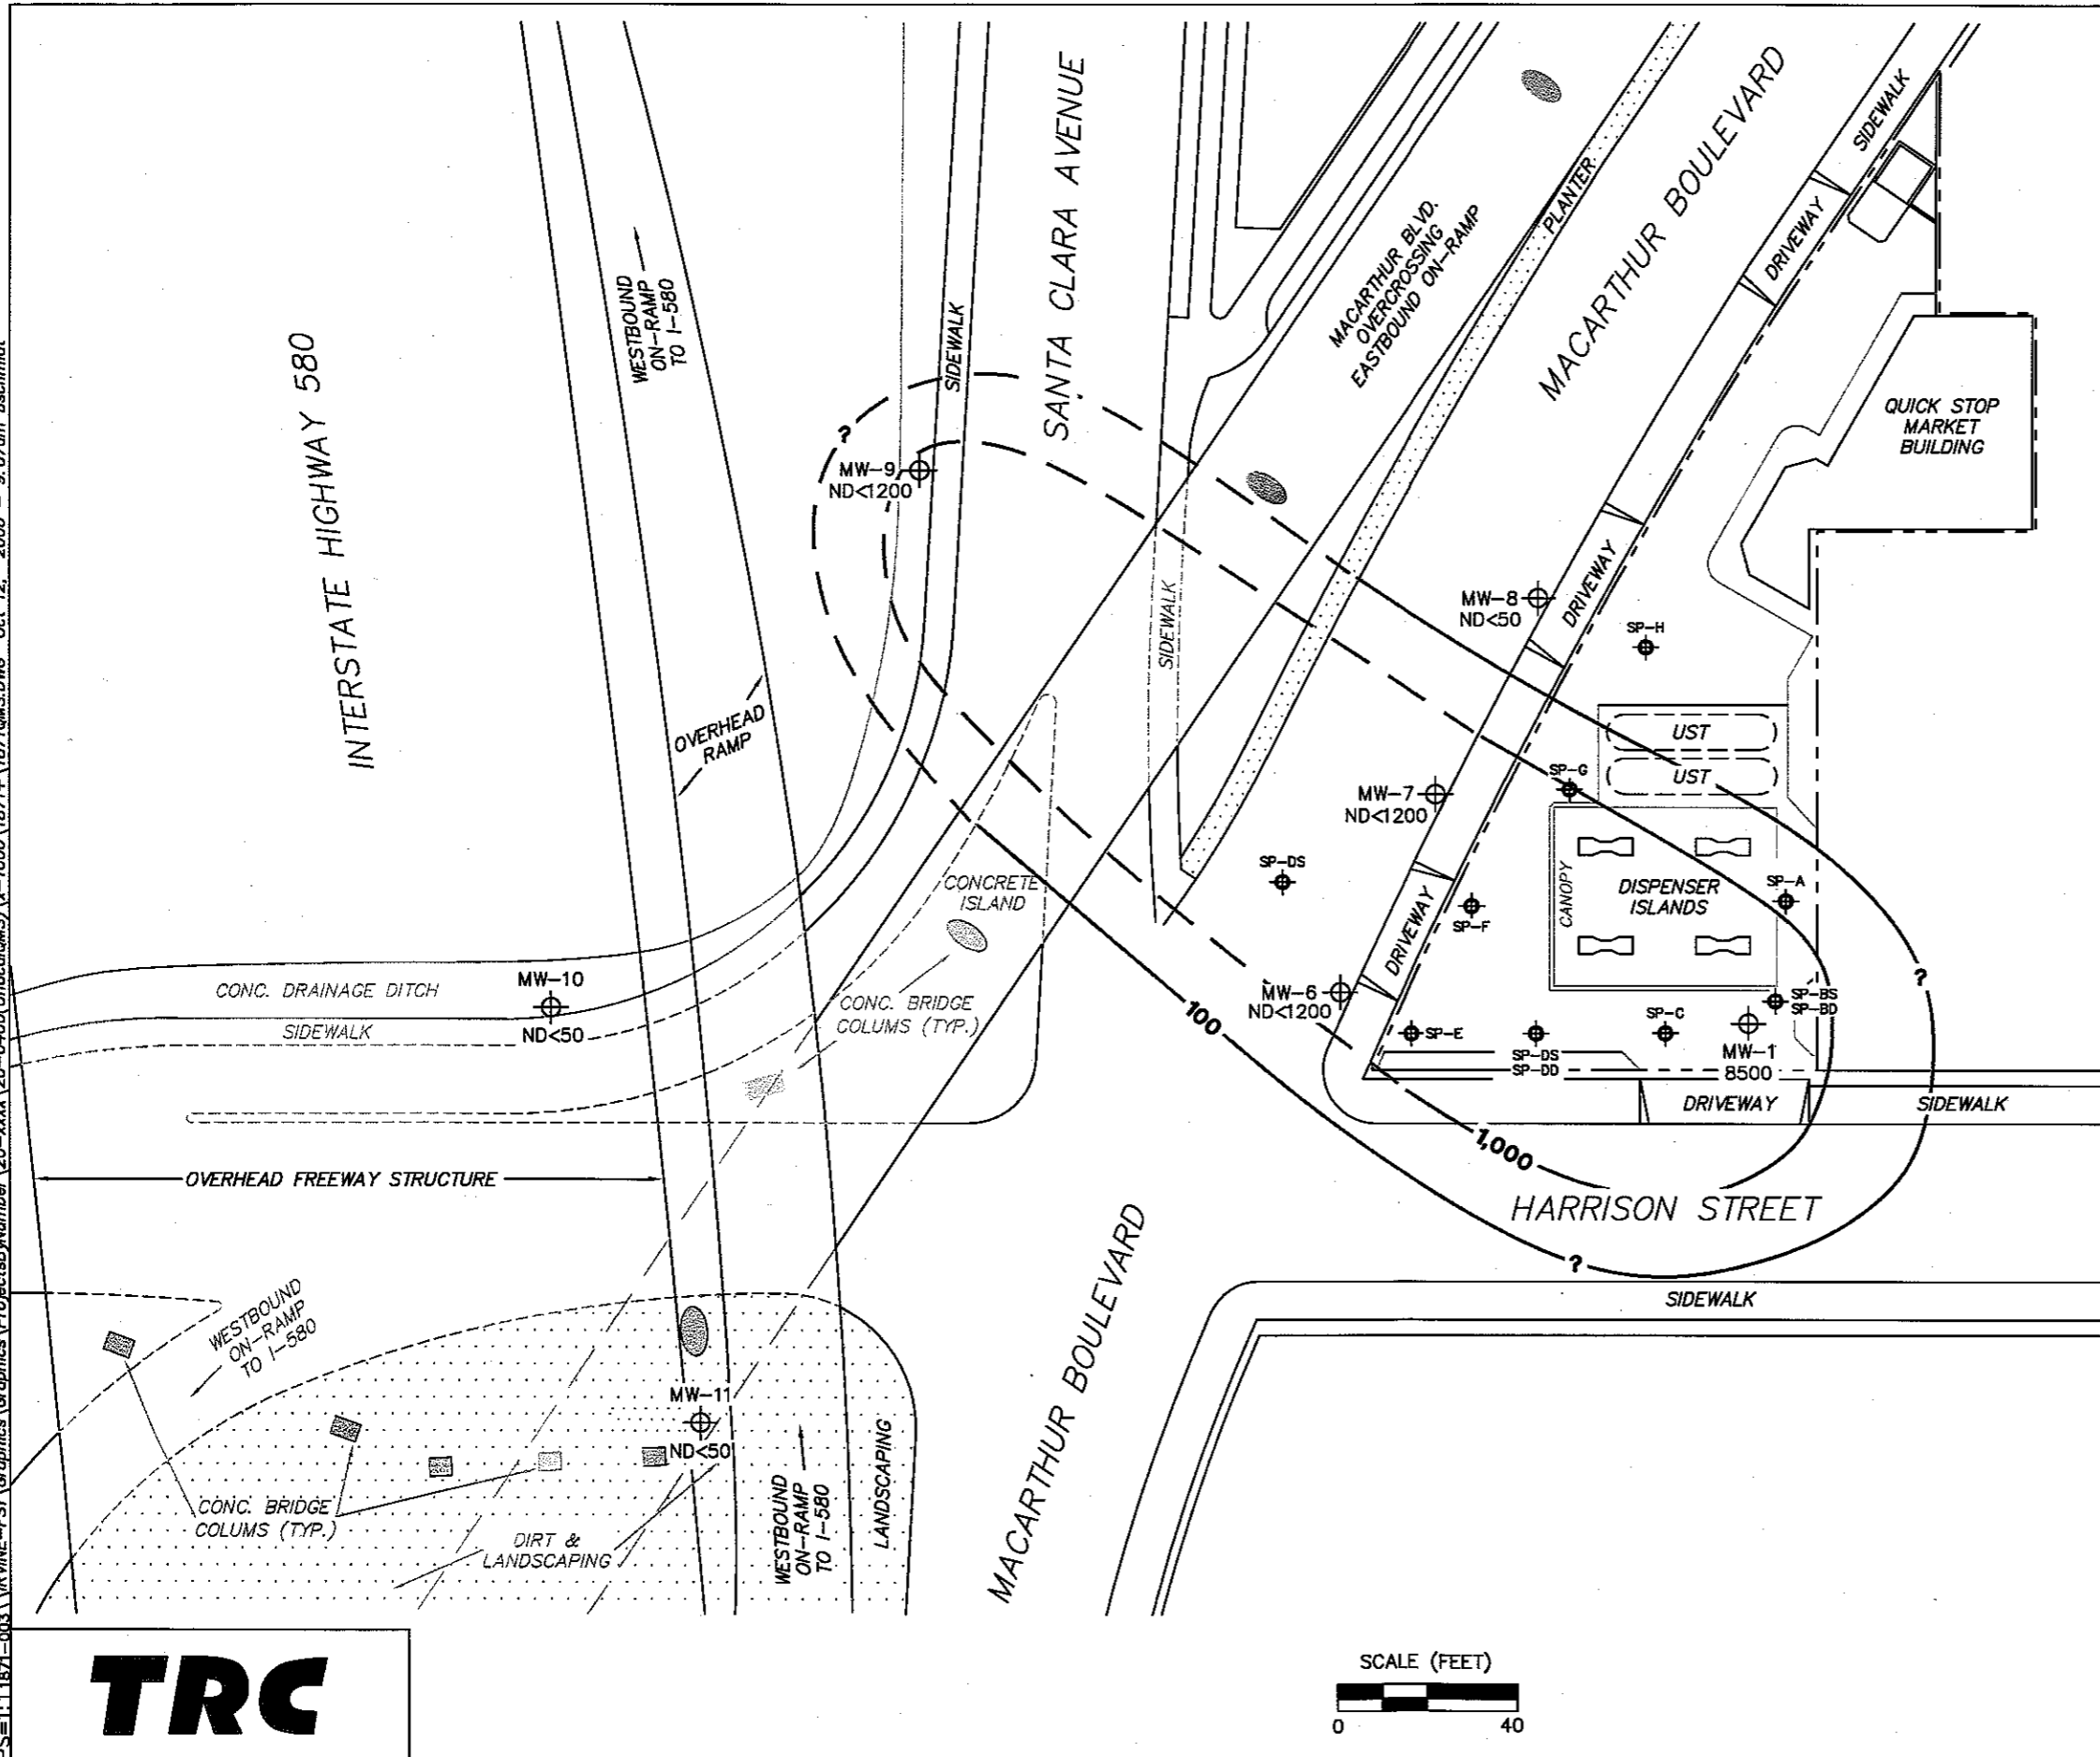 INTERSTATE HIGHWAY 580
WESTBOUND
ON-RAMP
TO I-580
SIDEWALK
SANTA CLARA AVENUE
MACARTHUR BLVD.
OVERCROSSING
EASTBOUND ON-RAMP
PLANTER
MACARTHUR BOULEVARD
SIDEWALK
DRIVEWAY
QUICK STOP
MARKET
BUILDING
?
MW-9
ND<1200
SIDEWALK
MW-8
ND<50
DRIVEWAY
SP-H
OVERHEAD
RAMP
UST
UST
SP-G
MW-7
ND<1200
SP-DS
CANOPY
DISPENSER
ISLANDS
SP-A
SP-F
DRIVEWAY
CONCRETE
ISLAND
?
MW-10
ND<50
CONC. DRAINAGE DITCH
SIDEWALK
CONC. BRIDGE
COLUMS (TYP.)
100
MW-6
ND<1200
SP-E
SP-DS
SP-DD
SP-C
SP-BS
SP-BD
MW-1
8500
DRIVEWAY
SIDEWALK
1,000
OVERHEAD FREEWAY STRUCTURE
HARRISON STREET
?
SIDEWALK
WESTBOUND
ON-RAMP
TO I-580
MACARTHUR BOULEVARD
MW-11
ND<50
CONC. BRIDGE
COLUMS (TYP.)
DIRT &
LANDSCAPING
WESTBOUND
ON-RAMP
TO I-580
LANDSCAPING
TRC
SCALE (FEET)
0 40